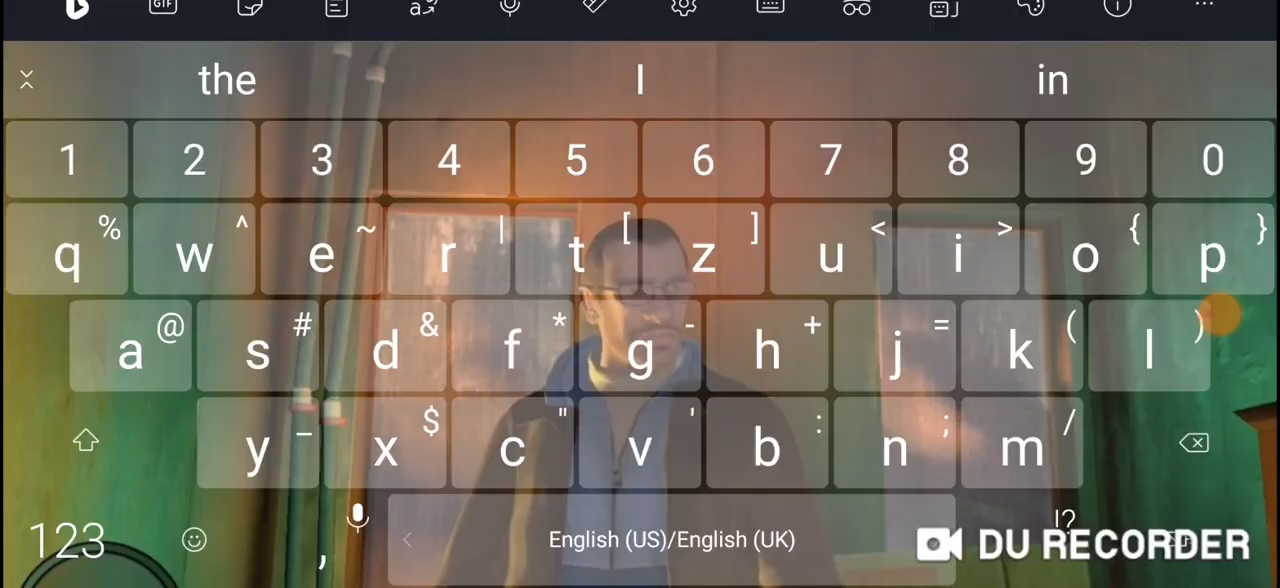 GIF
the I in
1 2 3 4 5 6 7 8 9 0
q % w ^ e ~ r | t [ z ] u < i > o { p }
a @ s # d & f * g - h + j = k ( l )
y _ x $ c " v ' b : n ; m /
123 , English (US)/English (UK) !?
DU RECORDER